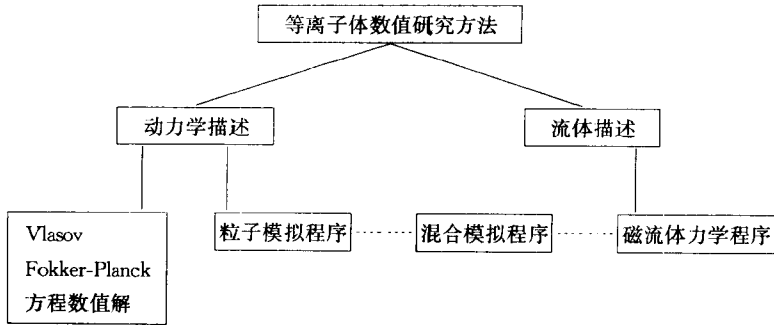 等离子体数值研究方法
动力学描述
流体描述
Vlasov
Fokker-Planck
方程数值解
粒子模拟程序
混合模拟程序
磁流体力学程序